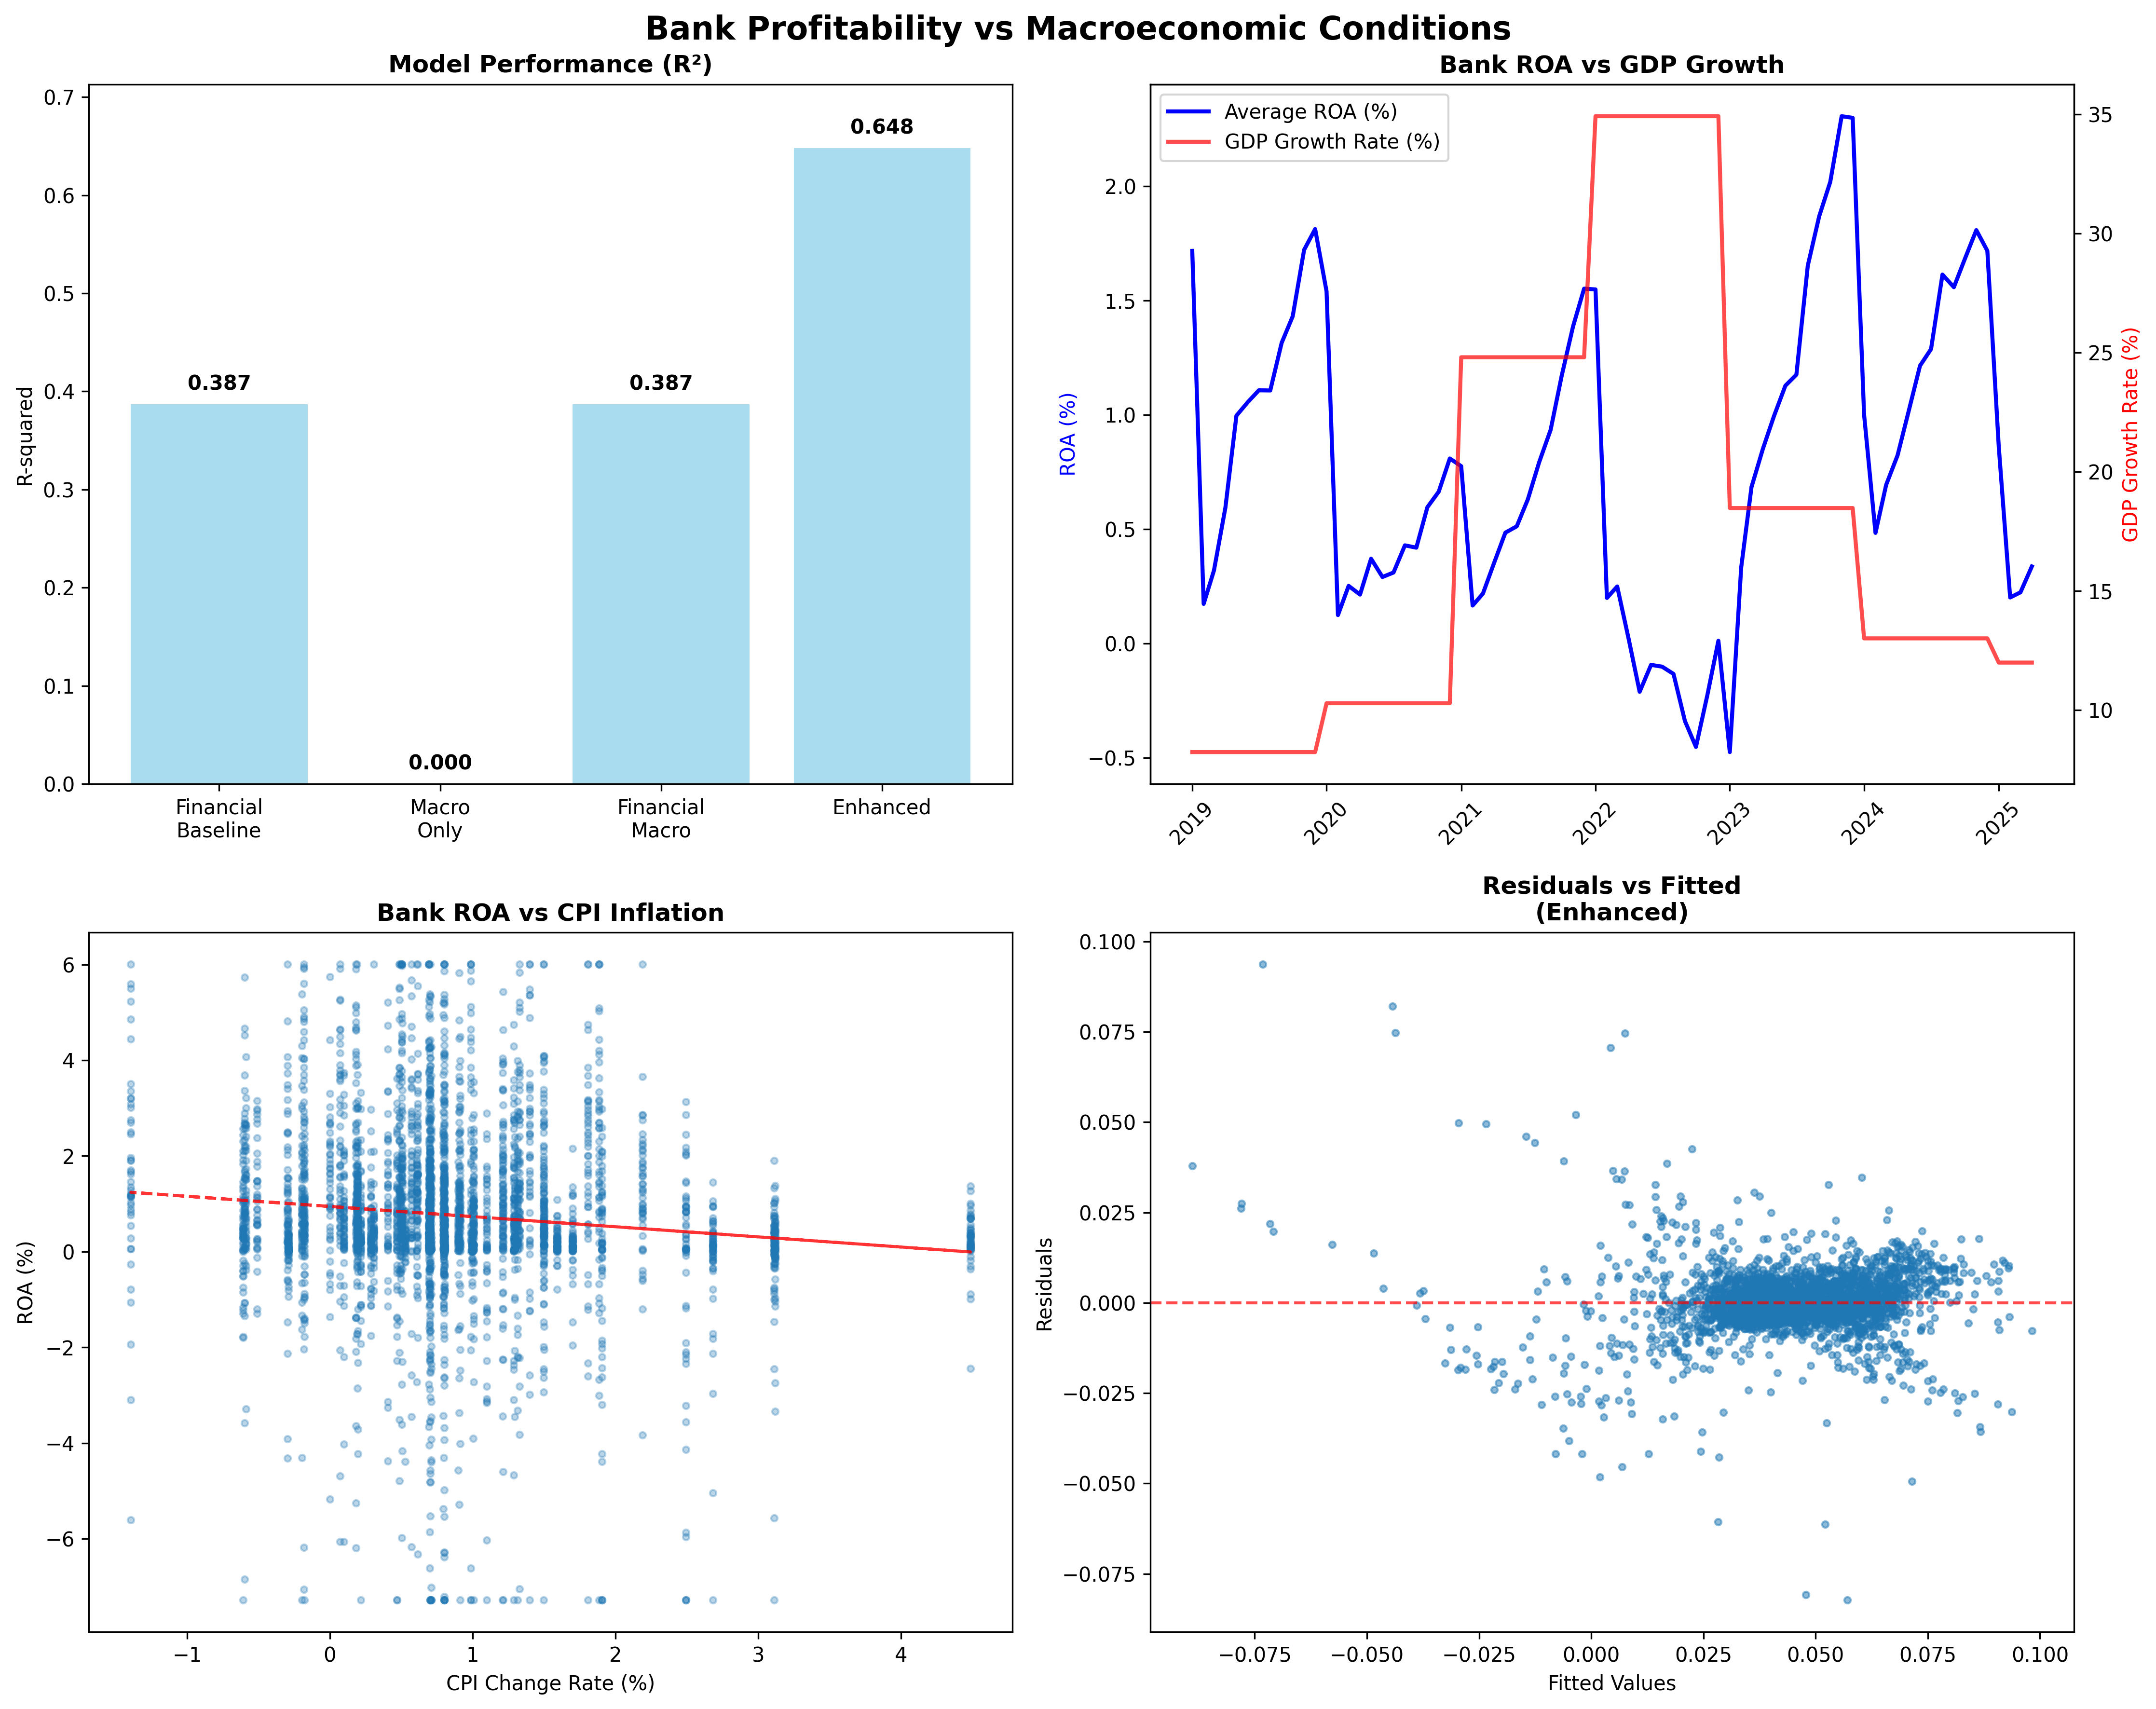 Bank Profitability vs Macroeconomic Conditions
Model Performance (R²)
R-squared
0.7
0.6
0.5
0.4
0.3
0.2
0.1
0.0
0.387
0.000
0.387
0.648
Financial
Baseline
Macro
Only
Financial
Macro
Enhanced
Bank ROA vs GDP Growth
Average ROA (%)
GDP Growth Rate (%)
ROA (%)
2.0
1.5
1.0
0.5
0.0
−0.5
35
30
25
20
15
10
GDP Growth Rate (%)
2019
2020
2021
2022
2023
2024
2025
Bank ROA vs CPI Inflation
ROA (%)
6
4
2
0
−2
−4
−6
−1
0
1
2
3
4
CPI Change Rate (%)
Residuals vs Fitted
(Enhanced)
Residuals
0.100
0.075
0.050
0.025
0.000
−0.025
−0.050
−0.075
−0.075
−0.050
−0.025
0.000
0.025
0.050
0.075
0.100
Fitted Values